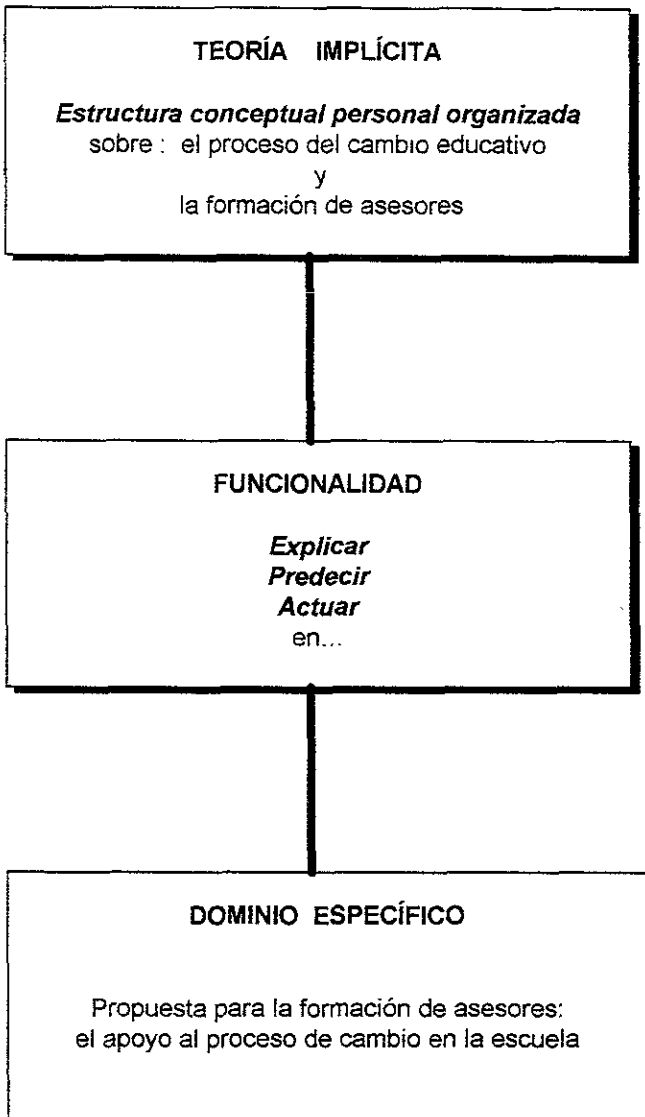 TEORÍA IMPLÍCITA
Estructura conceptual personal organizada
sobre : el proceso del cambio educativo
y
la formación de asesores
FUNCIONALIDAD
Explicar
Predecir
Actuar
en...
DOMINIO ESPECÍFICO
Propuesta para la formación de asesores:
el apoyo al proceso de cambio en la escuela